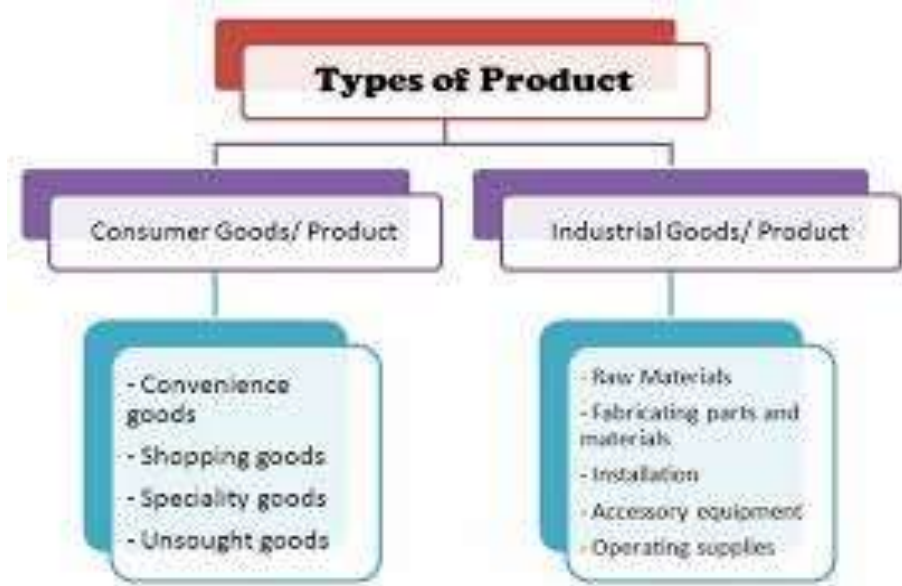 Types of Product
Consumer Goods/ Product
Industrial Goods/ Product
- Convenience
goods
- Shopping goods
- Speciality goods
- Unsought goods
- Raw Materials
- Fabricating parts and
materials
- Installation
- Accessory equipment
- Operating supplies